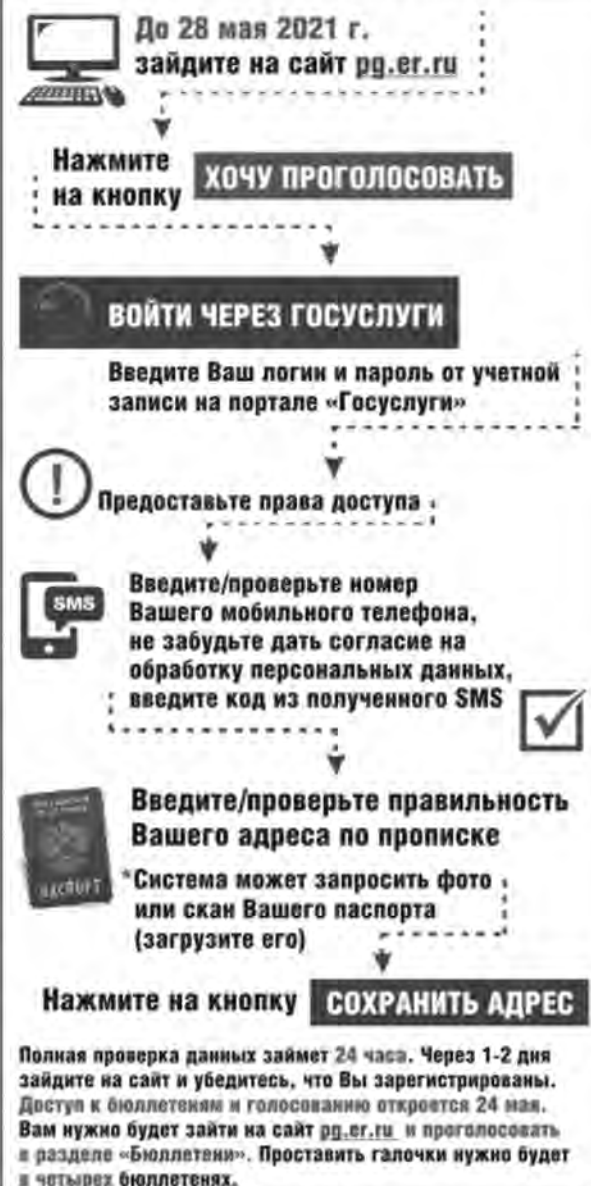 До 28 мая 2021 г.
зайдите на сайт pg.er.ru
Нажмите
на кнопку
ХОЧУ ПРОГОЛОСОВАТЬ
ВОЙТИ ЧЕРЕЗ ГОСУСЛУГИ
Введите Ваш логин и пароль от учетной
записи на портале «Госуслуги»
Предоставьте права доступа
Введите/проверьте номер
SMS
Вашего мобильного телефона,
не забудьте дать согласие на
обработку персональных данных,
введите код из полученного SMS
Введите/проверьте правильность
Вашего адреса по прописке
ПАСПОРТ
*Система может запросить фото
или скан Вашего паспорта
(загрузите его)
Нажмите на кнопку СОХРАНИТЬ АДРЕС
Полная проверка данных займет 24 часа. Через 1-2 дня
зайдите на сайт и убедитесь, что Вы зарегистрированы.
Доступ к бюллетеням и голосованию откроется 24 мая.
Вам нужно будет зайти на сайт pg.er.ru и проголосовать
в разделе «Бюллетени». Проставить галочки нужно будет
в четырех бюллетенях.